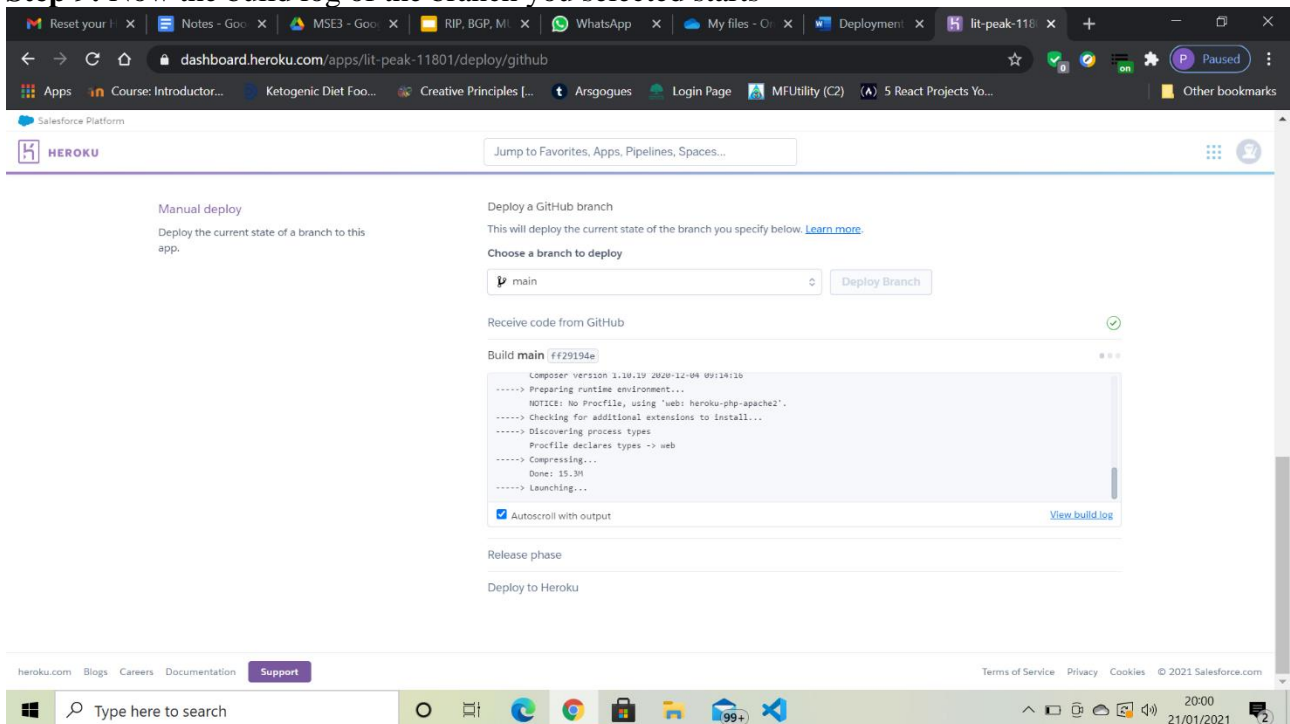 Step 9: Now the build log of the branch you selected starts
Reset your H
Notes - Goo
MSE3 - Goo
RIP, BGP, MU
WhatsApp
My files - On
Deployment
lit-peak-118
dashboard.heroku.com/apps/lit-peak-11801/deploy/github
0
on
P Paused
Apps
Course: Introductor...
Ketogenic Diet Foo...
Creative Principles [...
Arsgogues
Login Page
MFUtility (C2)
5 React Projects Yo...
Other bookmarks
Salesforce Platform
HEROKU
Jump to Favorites, Apps, Pipelines, Spaces...
Manual deploy
Deploy the current state of a branch to this
app.
Deploy a GitHub branch
This will deploy the current state of the branch you specify below. Learn more.
Choose a branch to deploy
main
Deploy Branch
Receive code from GitHub
Build main ff29194e
Composer version 1.10.19 2020-12-04 09:14:16
-----> Preparing runtime environment...
NOTICE: No Procfile, using 'web: heroku-php-apache2'.
-----> Checking for additional extensions to install...
-----> Discovering process types
Procfile declares types -> web
-----> Compressing...
Done: 15.3M
-----> Launching...
Autoscroll with output
View build log
Release phase
Deploy to Heroku
heroku.com Blogs Careers Documentation Support
Terms of Service Privacy Cookies © 2021 Salesforce.com
Type here to search
99+
20:00
21/01/2021
2